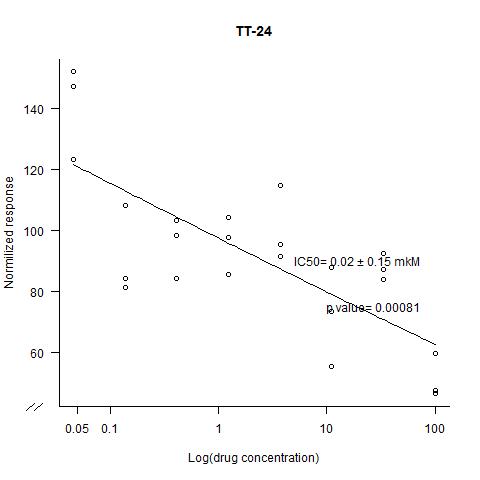 TT-24
Normilized response
140
120
100
80
60
IC50= 0.02 ± 0.15 mkM
p.value= 0.00081
0.05 0.1 1 10 100
Log(drug concentration)